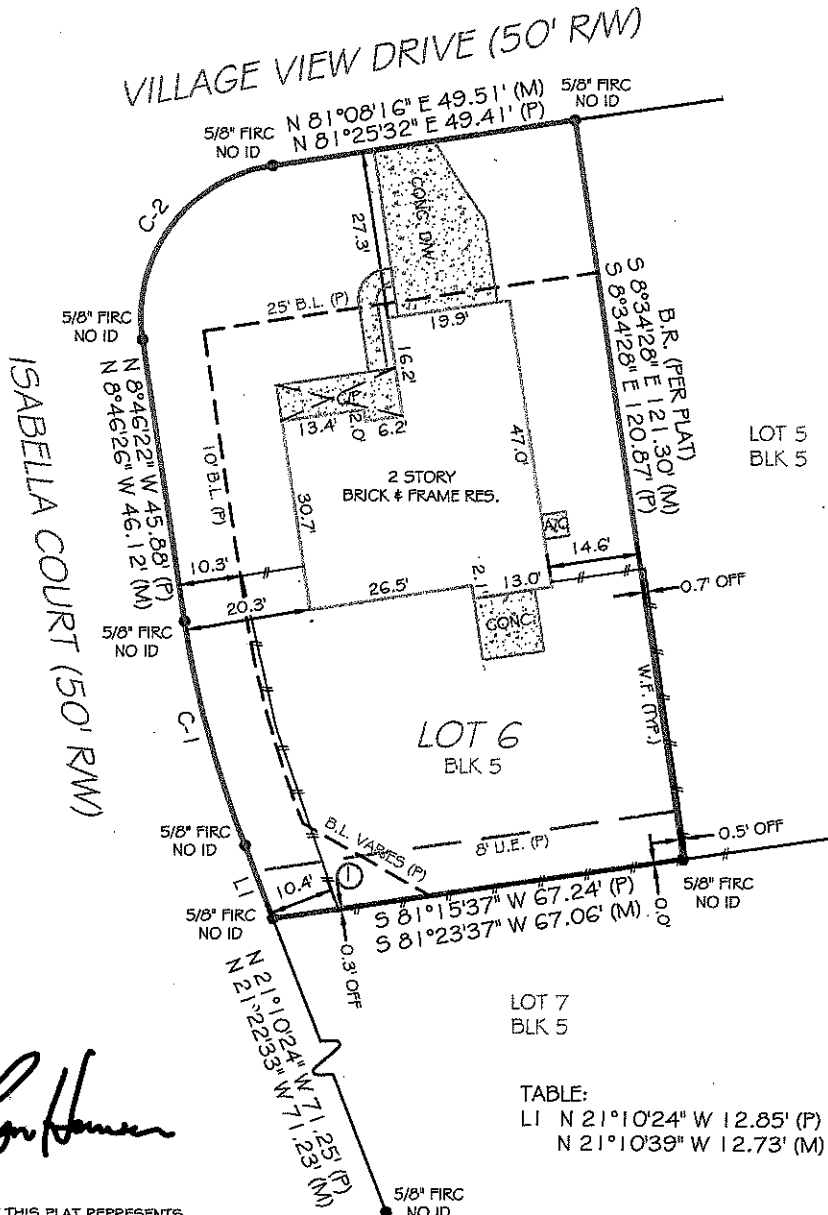 VILLAGE VIEW DRIVE (50' R/W)
N 81°08'16" E 49.51' (M)
N 81°25'32" E 49.41' (P)
5/8" FIRC
NO ID
5/8" FIRC
NO ID
C-2
CONC D/W
27.3'
25' B.L. (P)
19.9'
5/8" FIRC
NO ID
16.2'
C/P
13.4'
2.0'
6.2'
47.0'
B.R. (PER PLAT)
S 8°34'28" E 121.30' (M)
S 8°34'28" E 120.87' (P)
LOT 5
BLK 5
ISABELLA COURT (50' R/W)
N 8°46'22" W 45.88' (P)
N 8°46'26" W 46.12' (M)
10' B.L. (P)
2 STORY
BRICK & FRAME RES.
30.7'
A/C
14.6'
10.3'
20.3'
26.5'
2.1'
13.0'
0.7' OFF
5/8" FIRC
NO ID
CONC.
W.F. (TYP.)
C-1
LOT 6
BLK 5
5/8" FIRC
NO ID
B.L. VARIES (P)
8' U.E. (P)
0.5' OFF
L1
10.4'
1
5/8" FIRC
NO ID
S 81°15'37" W 67.24' (P)
S 81°23'37" W 67.06' (M)
0.0'
5/8" FIRC
NO ID
0.3' OFF
N 21°10'24" W 71.25' (P)
N 21°22'33" W 71.23' (M)
LOT 7
BLK 5
TABLE:
L1 N 21°10'24" W 12.85' (P)
N 21°10'39" W 12.73' (M)
5/8" FIRC
NO ID
THIS PLAT REPRESENTS